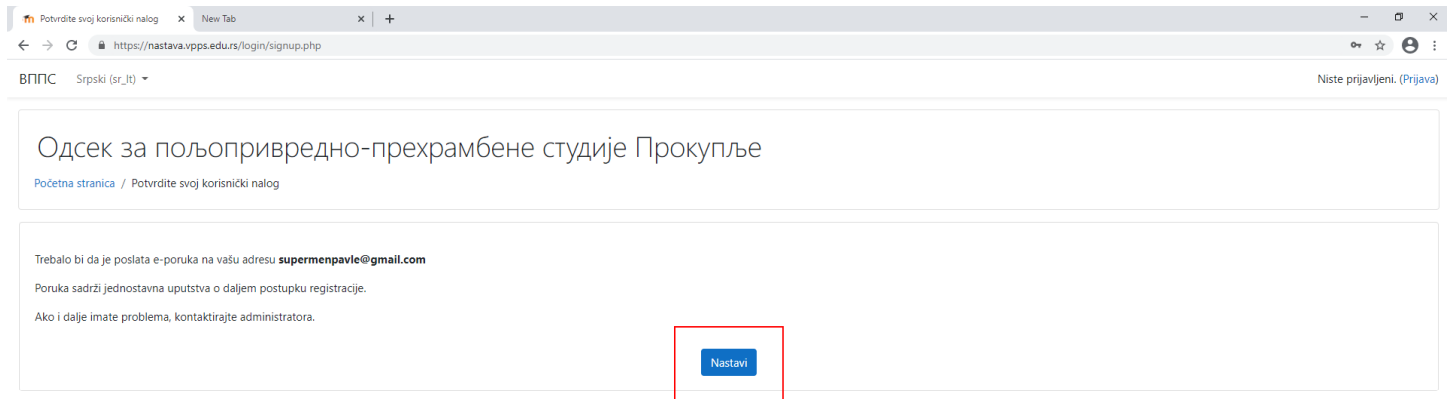 Potvrdite svoj korisnički nalog
New Tab
https://nastava.vpps.edu.rs/login/signup.php
ВППС Srpski (sr_lt)
Niste prijavljeni. (Prijava)
Одсек за пољопривредно-прехрамбене студије Прокупље
Početna stranica / Potvrdite svoj korisnički nalog
Trebalo bi da je poslata e-poruka na vašu adresu supermenpavle@gmail.com
Poruka sadrži jednostavna uputstva o daljem postupku registracije.
Ako i dalje imate problema, kontaktirajte administratora.
Nastavi